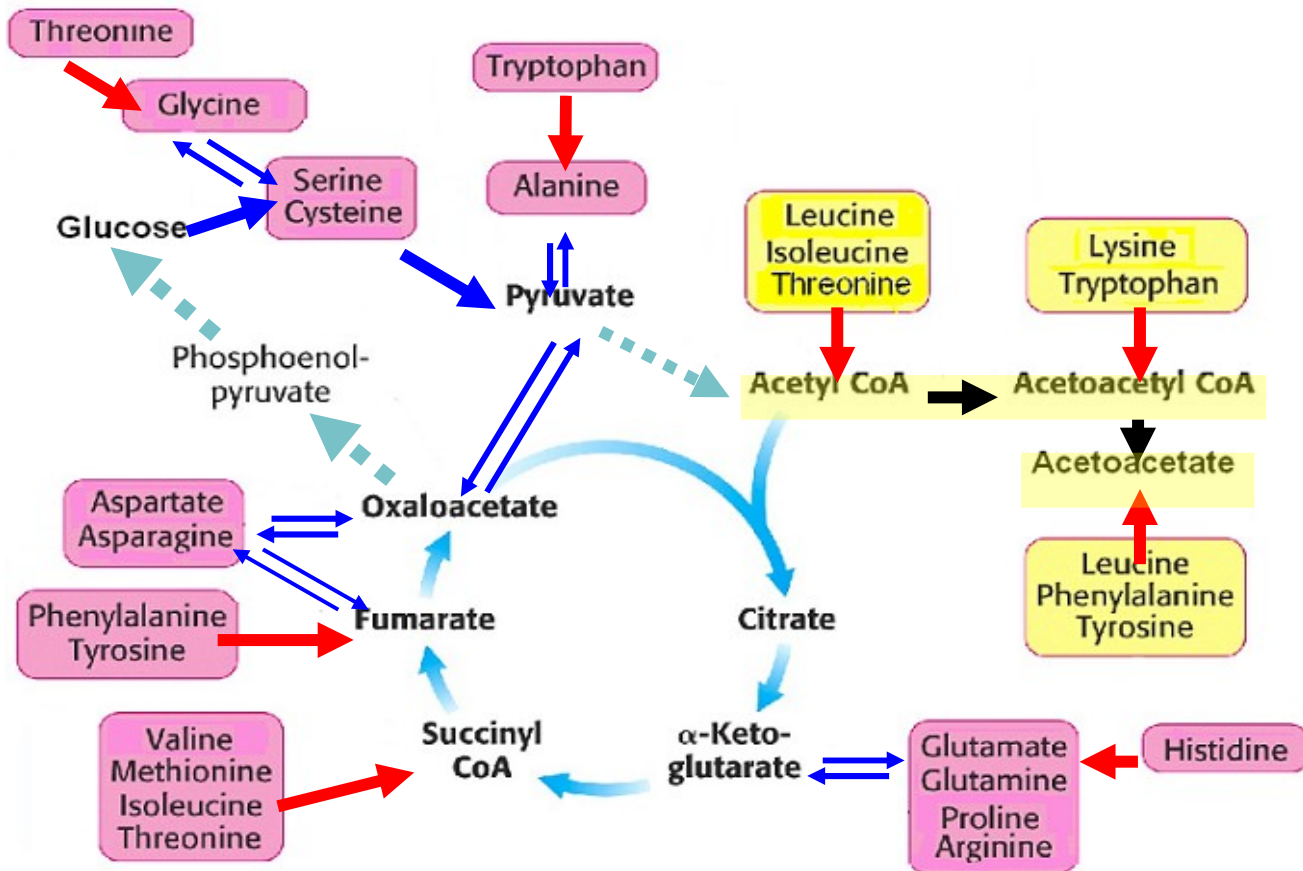 Threonine
Glycine
Serine
Cysteine
Glucose
Tryptophan
Alanine
Pyruvate
Leucine
Isoleucine
Threonine
Lysine
Tryptophan
Phosphoenol-
pyruvate
Acetyl CoA
Acetoacetyl CoA
Acetoacetate
Aspartate
Asparagine
Oxaloacetate
Leucine
Phenylalanine
Tyrosine
Phenylalanine
Tyrosine
Fumarate
Citrate
Valine
Methionine
Isoleucine
Threonine
Succinyl
CoA
α-Keto-
glutarate
Glutamate
Glutamine
Proline
Arginine
Histidine